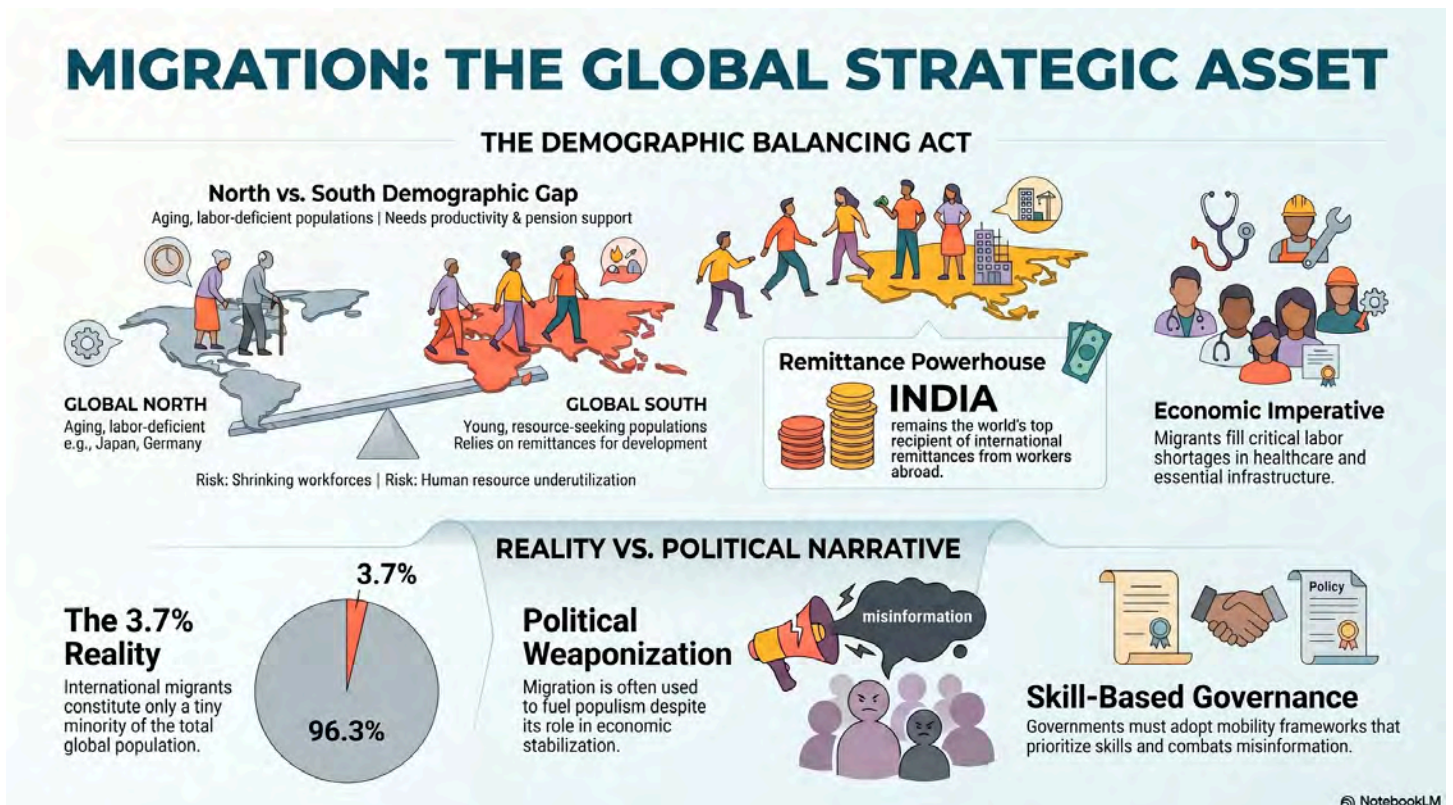 MIGRATION: THE GLOBAL STRATEGIC ASSET
THE DEMOGRAPHIC BALANCING ACT
North vs. South Demographic Gap
Aging, labor-deficient populations | Needs productivity & pension support
GLOBAL NORTH
Aging, labor-deficient
e.g., Japan, Germany
GLOBAL SOUTH
Young, resource-seeking populations
Relies on remittances for development
Risk: Shrinking workforces | Risk: Human resource underutilization
Remittance Powerhouse
INDIA
remains the world's top
recipient of international
remittances from workers
abroad.
Economic Imperative
Migrants fill critical labor
shortages in healthcare and
essential infrastructure.
REALITY VS. POLITICAL NARRATIVE
The 3.7%
Reality
International migrants
constitute only a tiny
minority of the total
global population.
3.7%
96.3%
Political
Weaponization
Migration is often used
to fuel populism despite
its role in economic
stabilization.
misinformation
Policy
Skill-Based Governance
Governments must adopt mobility frameworks that
prioritize skills and combats misinformation.
NotebookLM